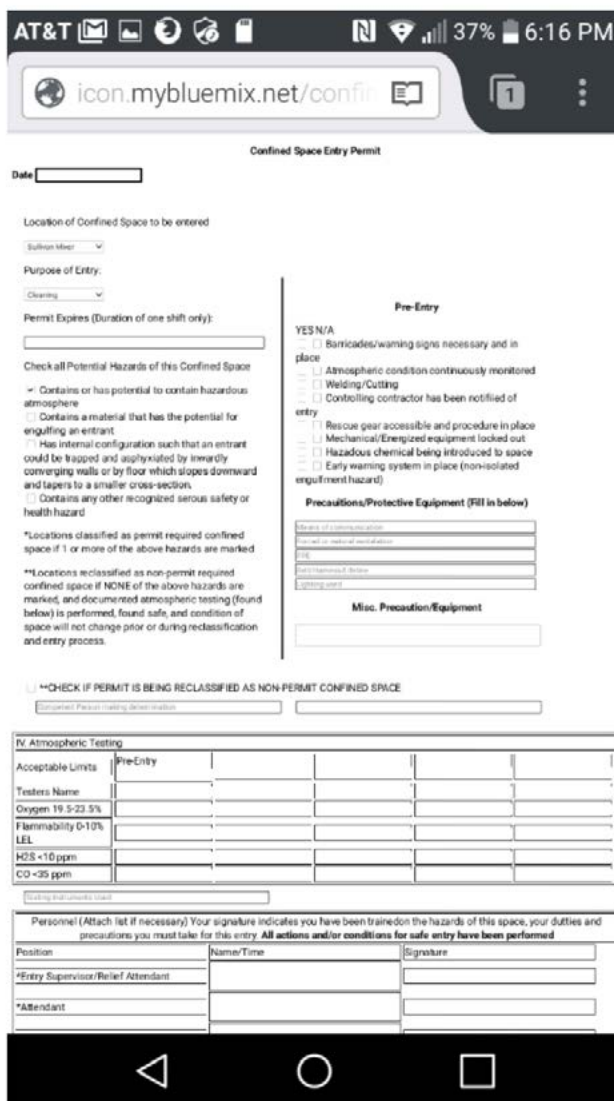 AT&T 37% 6:16 PM
icon.mybluemix.net/confin
1
Confined Space Entry Permit
Date
Location of Confined Space to be entered
Sullivan Mixer
Purpose of Entry:
Cleaning
Permit Expires (Duration of one shift only):
Check all Potential Hazards of this Confined Space
Contains or has potential to contain hazardous
atmosphere
Contains a material that has the potential for
engulfing an entrant
Has internal configuration such that an entrant
could be trapped and asphyxiated by inwardly
converging walls or by floor which slopes downward
and tapers to a smaller cross-section.
Contains any other recognized serous safety or
health hazard
*Locations classified as permit required confined
space if 1 or more of the above hazards are marked
**Locations reclassified as non-permit required
confined space if NONE of the above hazards are
marked, and documented atmospheric testing (found
below) is performed, found safe, and condition of
space will not change prior or during reclassification
and entry process.
Pre-Entry
YES N/A
Barricades/warning signs necessary and in
place
Atmospheric condition continuously monitored
Welding/Cutting
Controlling contractor has been notifiied of
entry
Rescue gear accessible and procedure in place
Mechanical/Energized equipment locked out
Hazadous chemical being introduced to space
Early warning system in place (non-isolated
engulfment hazard)
Precauitions/Protective Equipment (Fill in below)
Means of communication
Forced or natural ventalation
PPE
Lighting used
Misc. Precaution/Equipment
**CHECK IF PERMIT IS BEING RECLASSIFIED AS NON-PERMIT CONFINED SPACE
Competent Person making determination
IV. Atmospheric Testing
Acceptable Limits Pre-Entry
Testers Name
Oxygen 19.5-23.5%
Flammability 0-10%
LEL
H2S <10 ppm
CO <35 ppm
Testing Instruments Used
Personnel (Attach list if necessary) Your signature indicates you have been trainedon the hazards of this space, your dutties and
precautions you must take for this entry. All actions and/or conditions for safe entry have been performed
Position Name/Time Signature
*Entry Supervisor/Relief Attendant
*Attendant